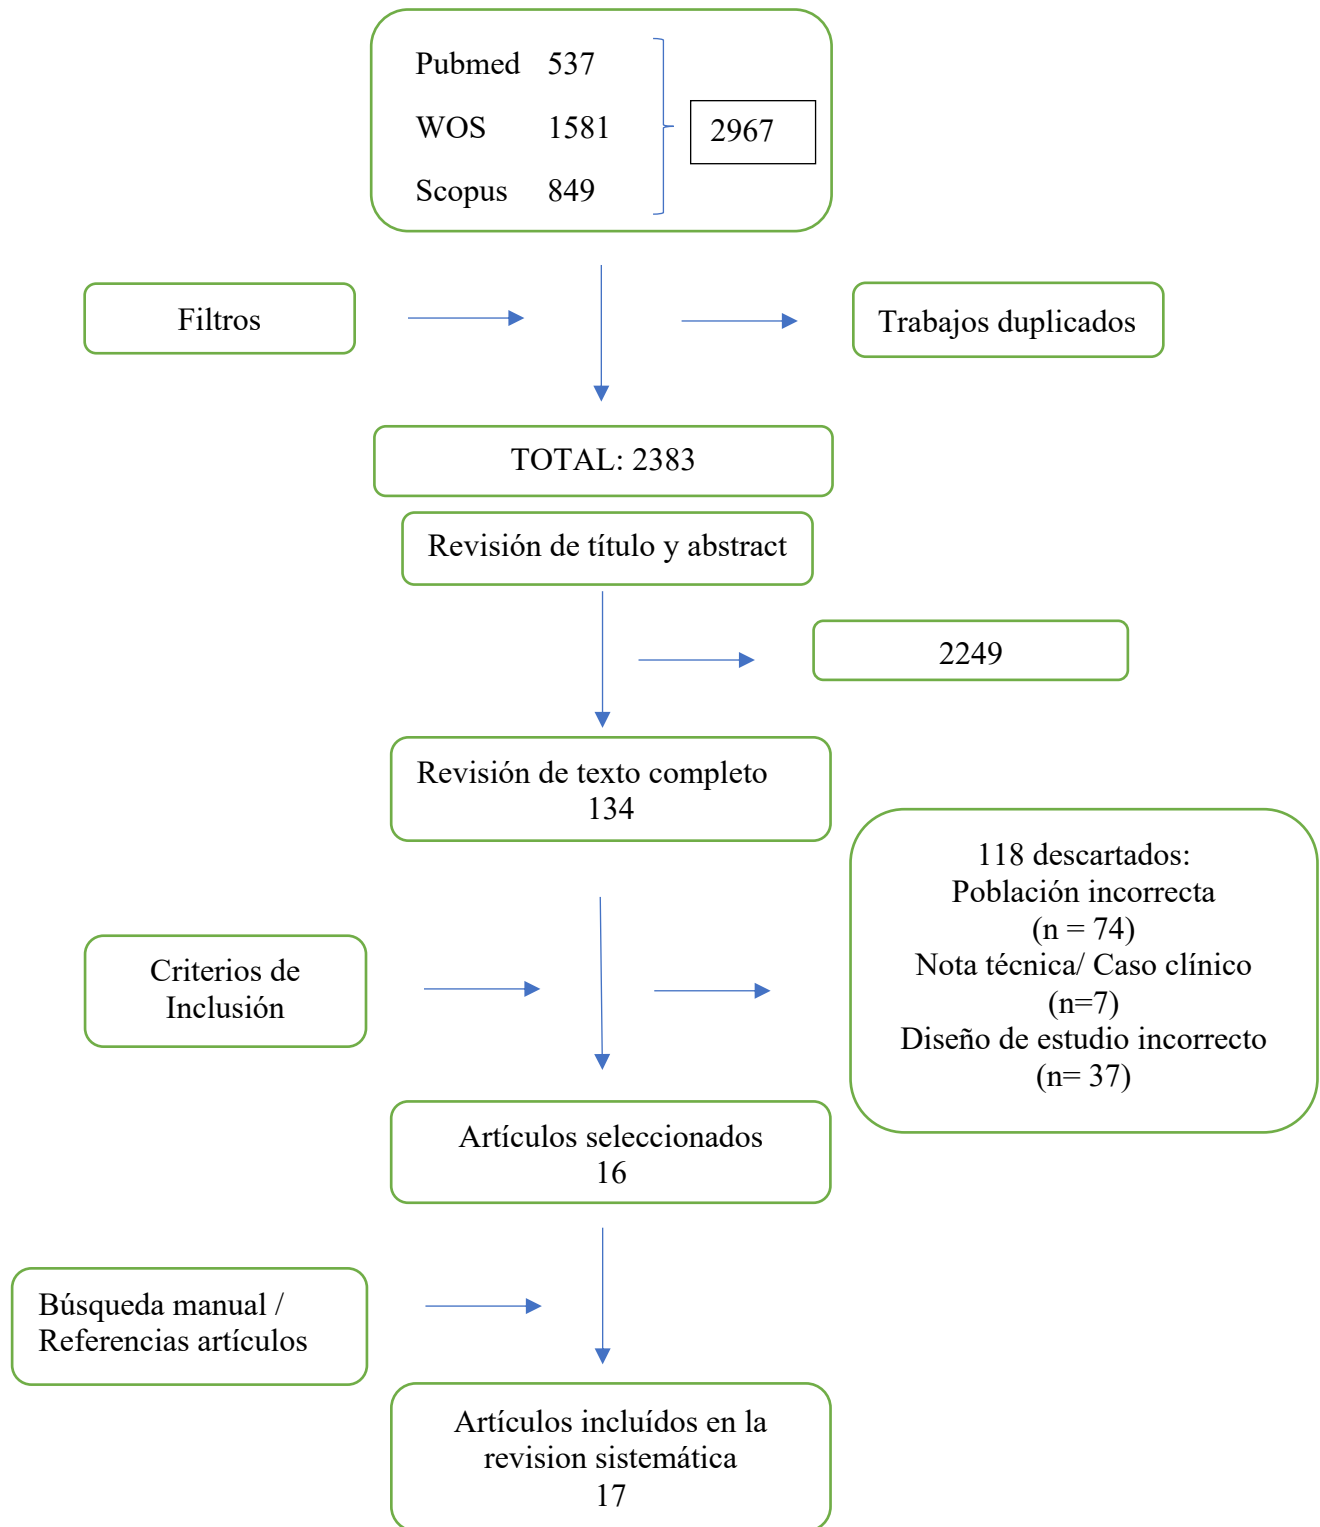 Pubmed 537
WOS 1581
Scopus 849
2967
Filtros
Trabajos duplicados
TOTAL: 2383
Revisión de título y abstract
2249
Revisión de texto completo
134
118 descartados:
Población incorrecta
(n = 74)
Nota técnica/ Caso clínico
(n=7)
Diseño de estudio incorrecto
(n= 37)
Criterios de
Inclusión
Artículos seleccionados
16
Búsqueda manual /
Referencias artículos
Artículos incluídos en la
revision sistemática
17